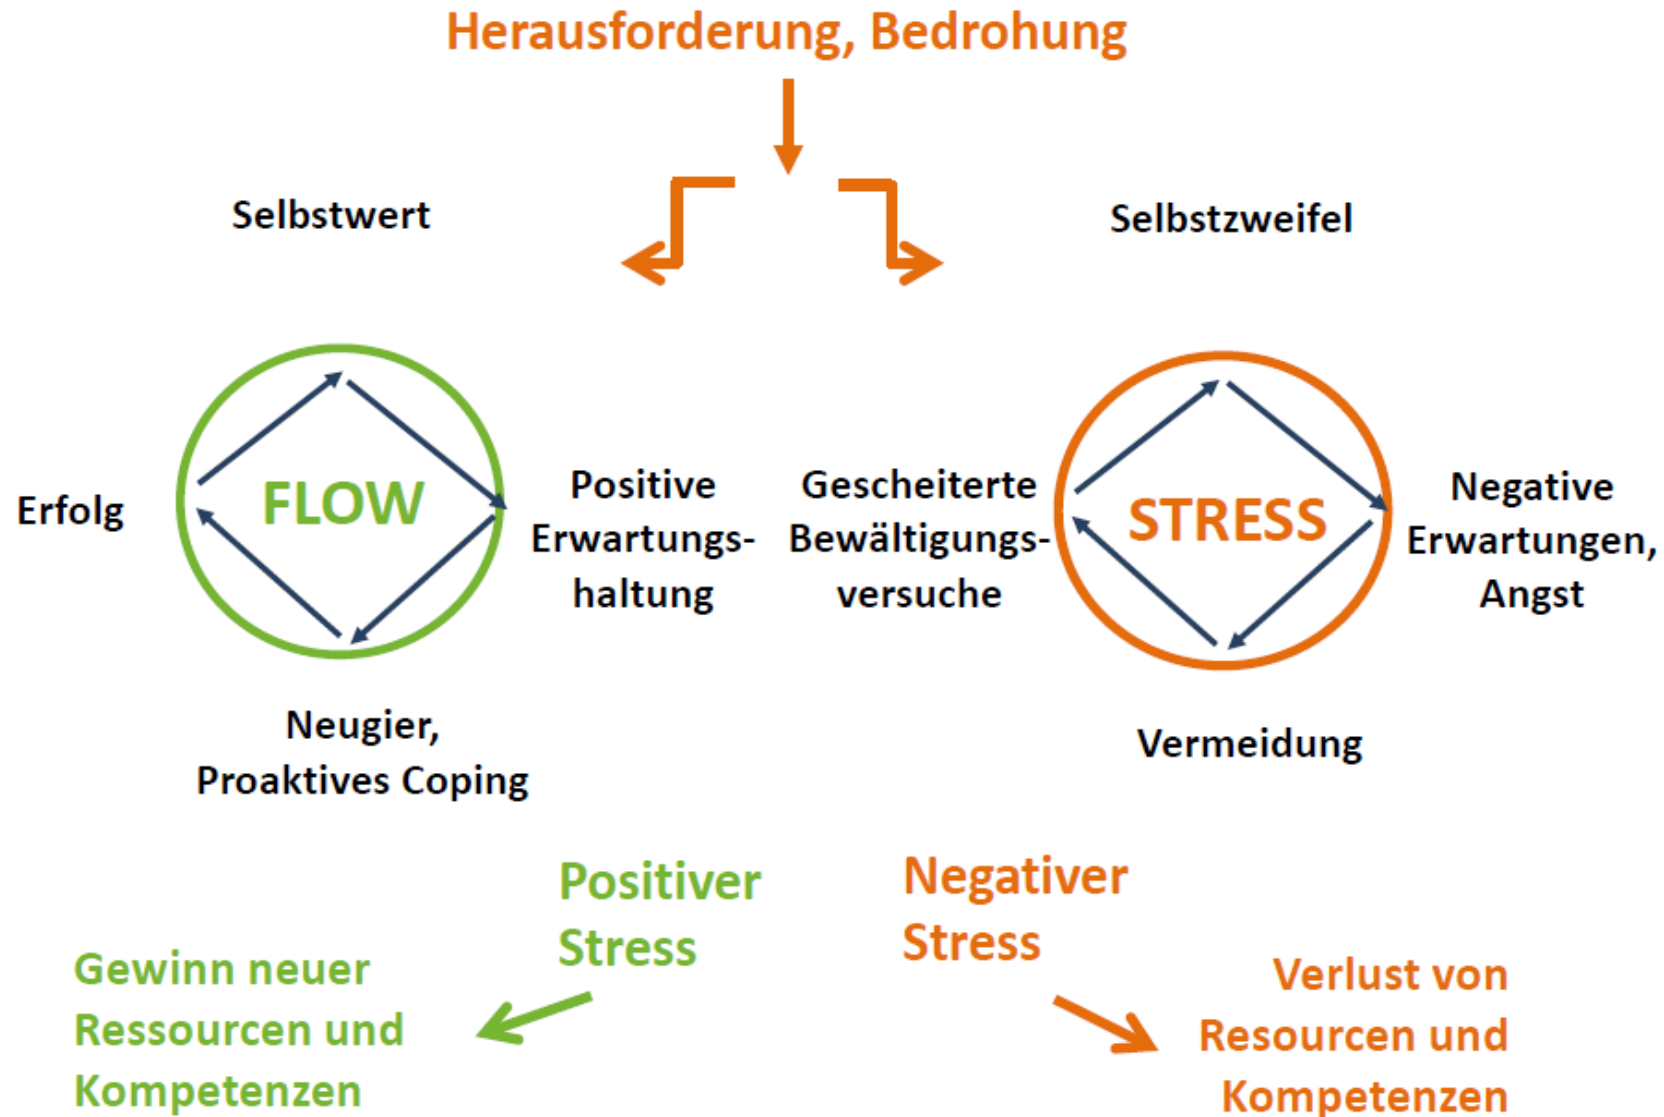 Herausforderung, Bedrohung
Selbstwert
Selbstzweifel
Erfolg
FLOW
Positive
Erwartungs-
haltung
Neugier,
Proaktives Coping
Gescheiterte
Bewältigungs-
versuche
STRESS
Negative
Erwartungen,
Angst
Vermeidung
Positiver
Stress
Negativer
Stress
Gewinn neuer
Ressourcen und
Kompetenzen
Verlust von
Resourcen und
Kompetenzen